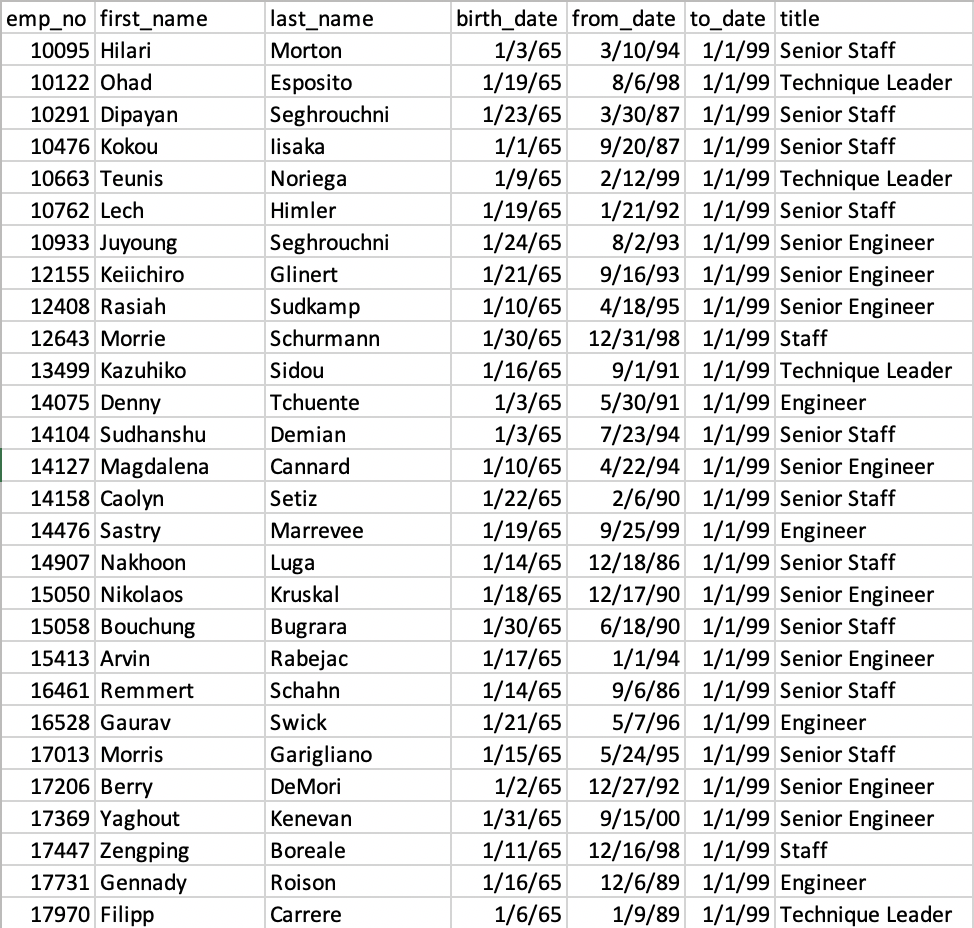 emp_no first_name last_name birth_date from_date to_date title
10095 Hilari Morton 1/3/65 3/10/94 1/1/99 Senior Staff
10122 Ohad Esposito 1/19/65 8/6/98 1/1/99 Technique Leader
10291 Dipayan Seghrouchni 1/23/65 3/30/87 1/1/99 Senior Staff
10476 Kokou Iisaka 1/1/65 9/20/87 1/1/99 Senior Staff
10663 Teunis Noriega 1/9/65 2/12/99 1/1/99 Technique Leader
10762 Lech Himler 1/19/65 1/21/92 1/1/99 Senior Staff
10933 Juyoung Seghrouchni 1/24/65 8/2/93 1/1/99 Senior Engineer
12155 Keiichiro Glinert 1/21/65 9/16/93 1/1/99 Senior Engineer
12408 Rasiah Sudkamp 1/10/65 4/18/95 1/1/99 Senior Engineer
12643 Morrie Schurmann 1/30/65 12/31/98 1/1/99 Staff
13499 Kazuhiko Sidou 1/16/65 9/1/91 1/1/99 Technique Leader
14075 Denny Tchuente 1/3/65 5/30/91 1/1/99 Engineer
14104 Sudhanshu Demian 1/3/65 7/23/94 1/1/99 Senior Staff
14127 Magdalena Cannard 1/10/65 4/22/94 1/1/99 Senior Engineer
14158 Caolyn Setiz 1/22/65 2/6/90 1/1/99 Senior Staff
14476 Sastry Marrevee 1/19/65 9/25/99 1/1/99 Engineer
14907 Nakhoon Luga 1/14/65 12/18/86 1/1/99 Senior Staff
15050 Nikolaos Kruskal 1/18/65 12/17/90 1/1/99 Senior Engineer
15058 Bouchung Bugrara 1/30/65 6/18/90 1/1/99 Senior Staff
15413 Arvin Rabejac 1/17/65 1/1/94 1/1/99 Senior Engineer
16461 Remmert Schahn 1/14/65 9/6/86 1/1/99 Senior Staff
16528 Gaurav Swick 1/21/65 5/7/96 1/1/99 Engineer
17013 Morris Garigliano 1/15/65 5/24/95 1/1/99 Senior Staff
17206 Berry DeMori 1/2/65 12/27/92 1/1/99 Senior Engineer
17369 Yaghout Kenevan 1/31/65 9/15/00 1/1/99 Senior Engineer
17447 Zengping Boreale 1/11/65 12/16/98 1/1/99 Staff
17731 Gennady Roison 1/16/65 12/6/89 1/1/99 Engineer
17970 Filipp Carrere 1/6/65 1/9/89 1/1/99 Technique Leader